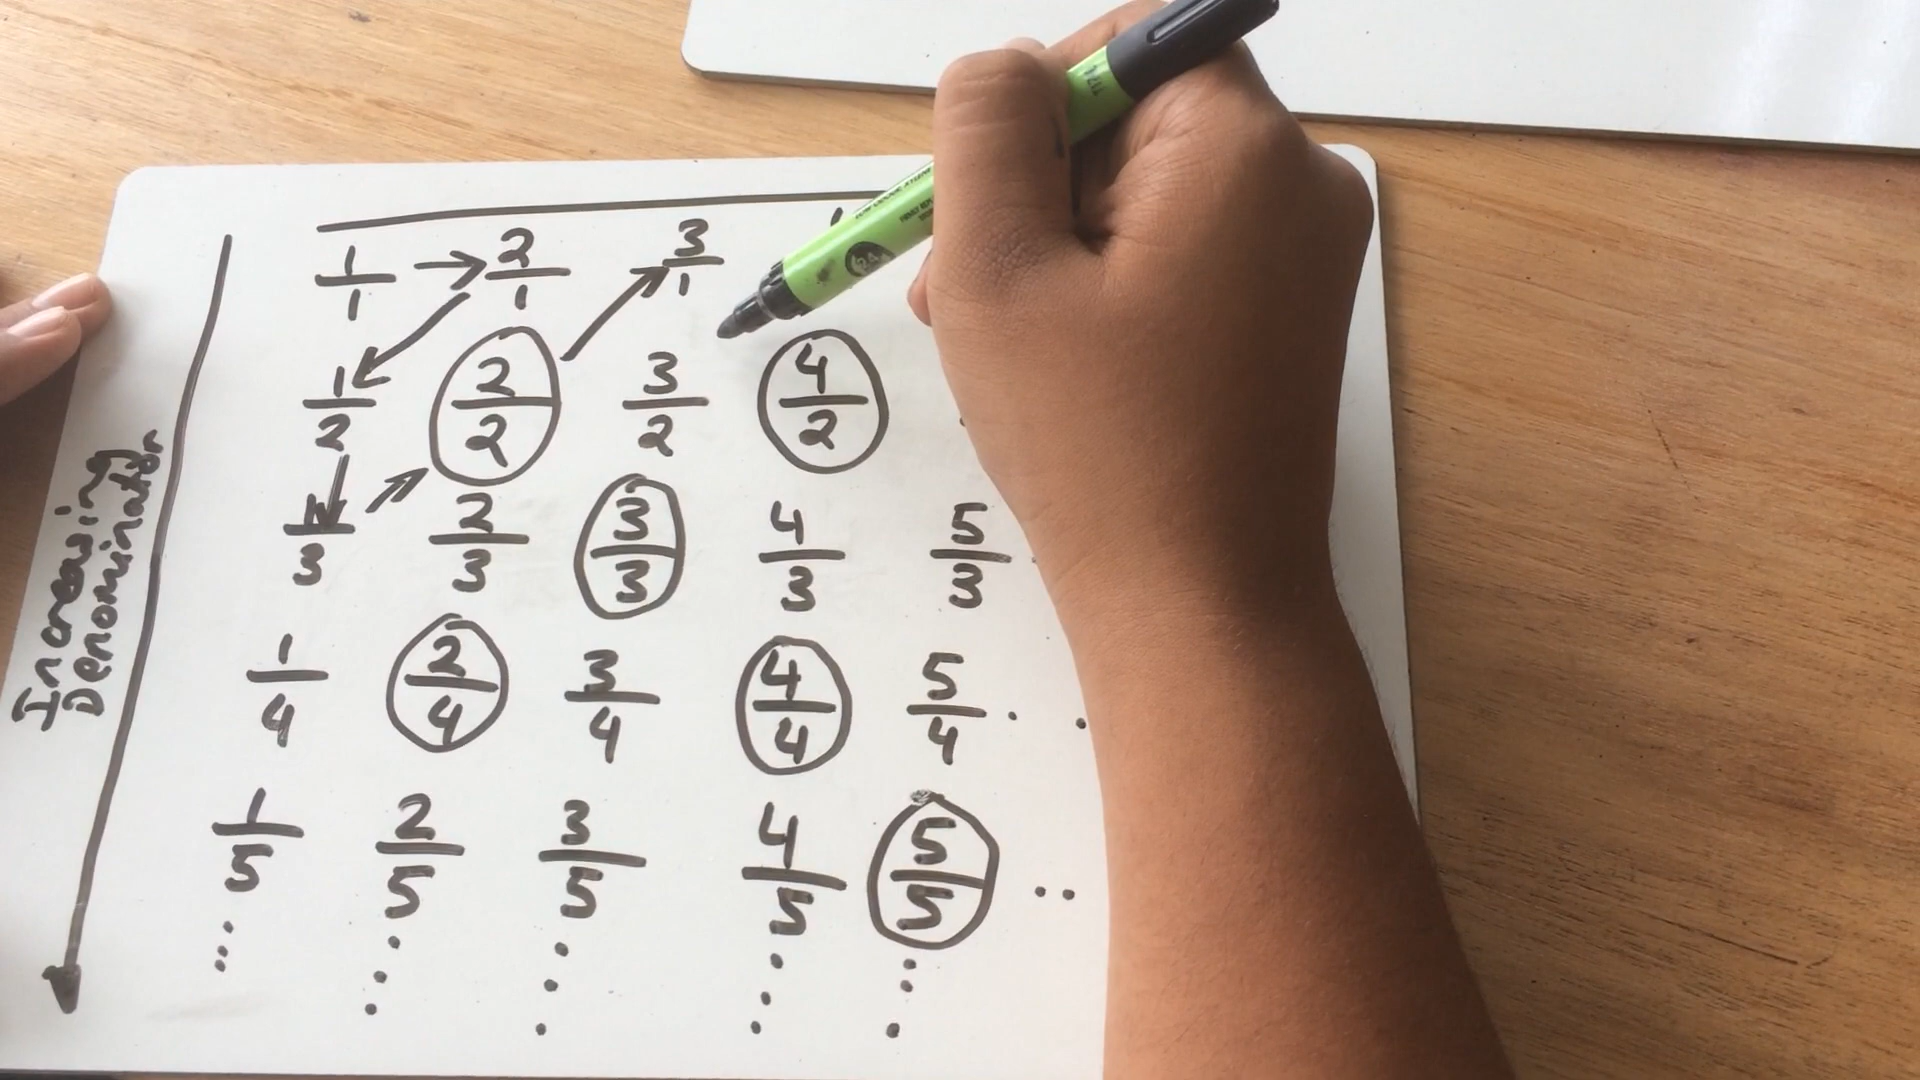 1/1 → 2/1 3/1
1/2 2/2 3/2 4/2
1/3 2/3 3/3 4/3 5/3
1/4 2/4 3/4 4/4 5/4 . .
1/5 2/5 3/5 4/5 5/5 ..
Increasing
Denominator